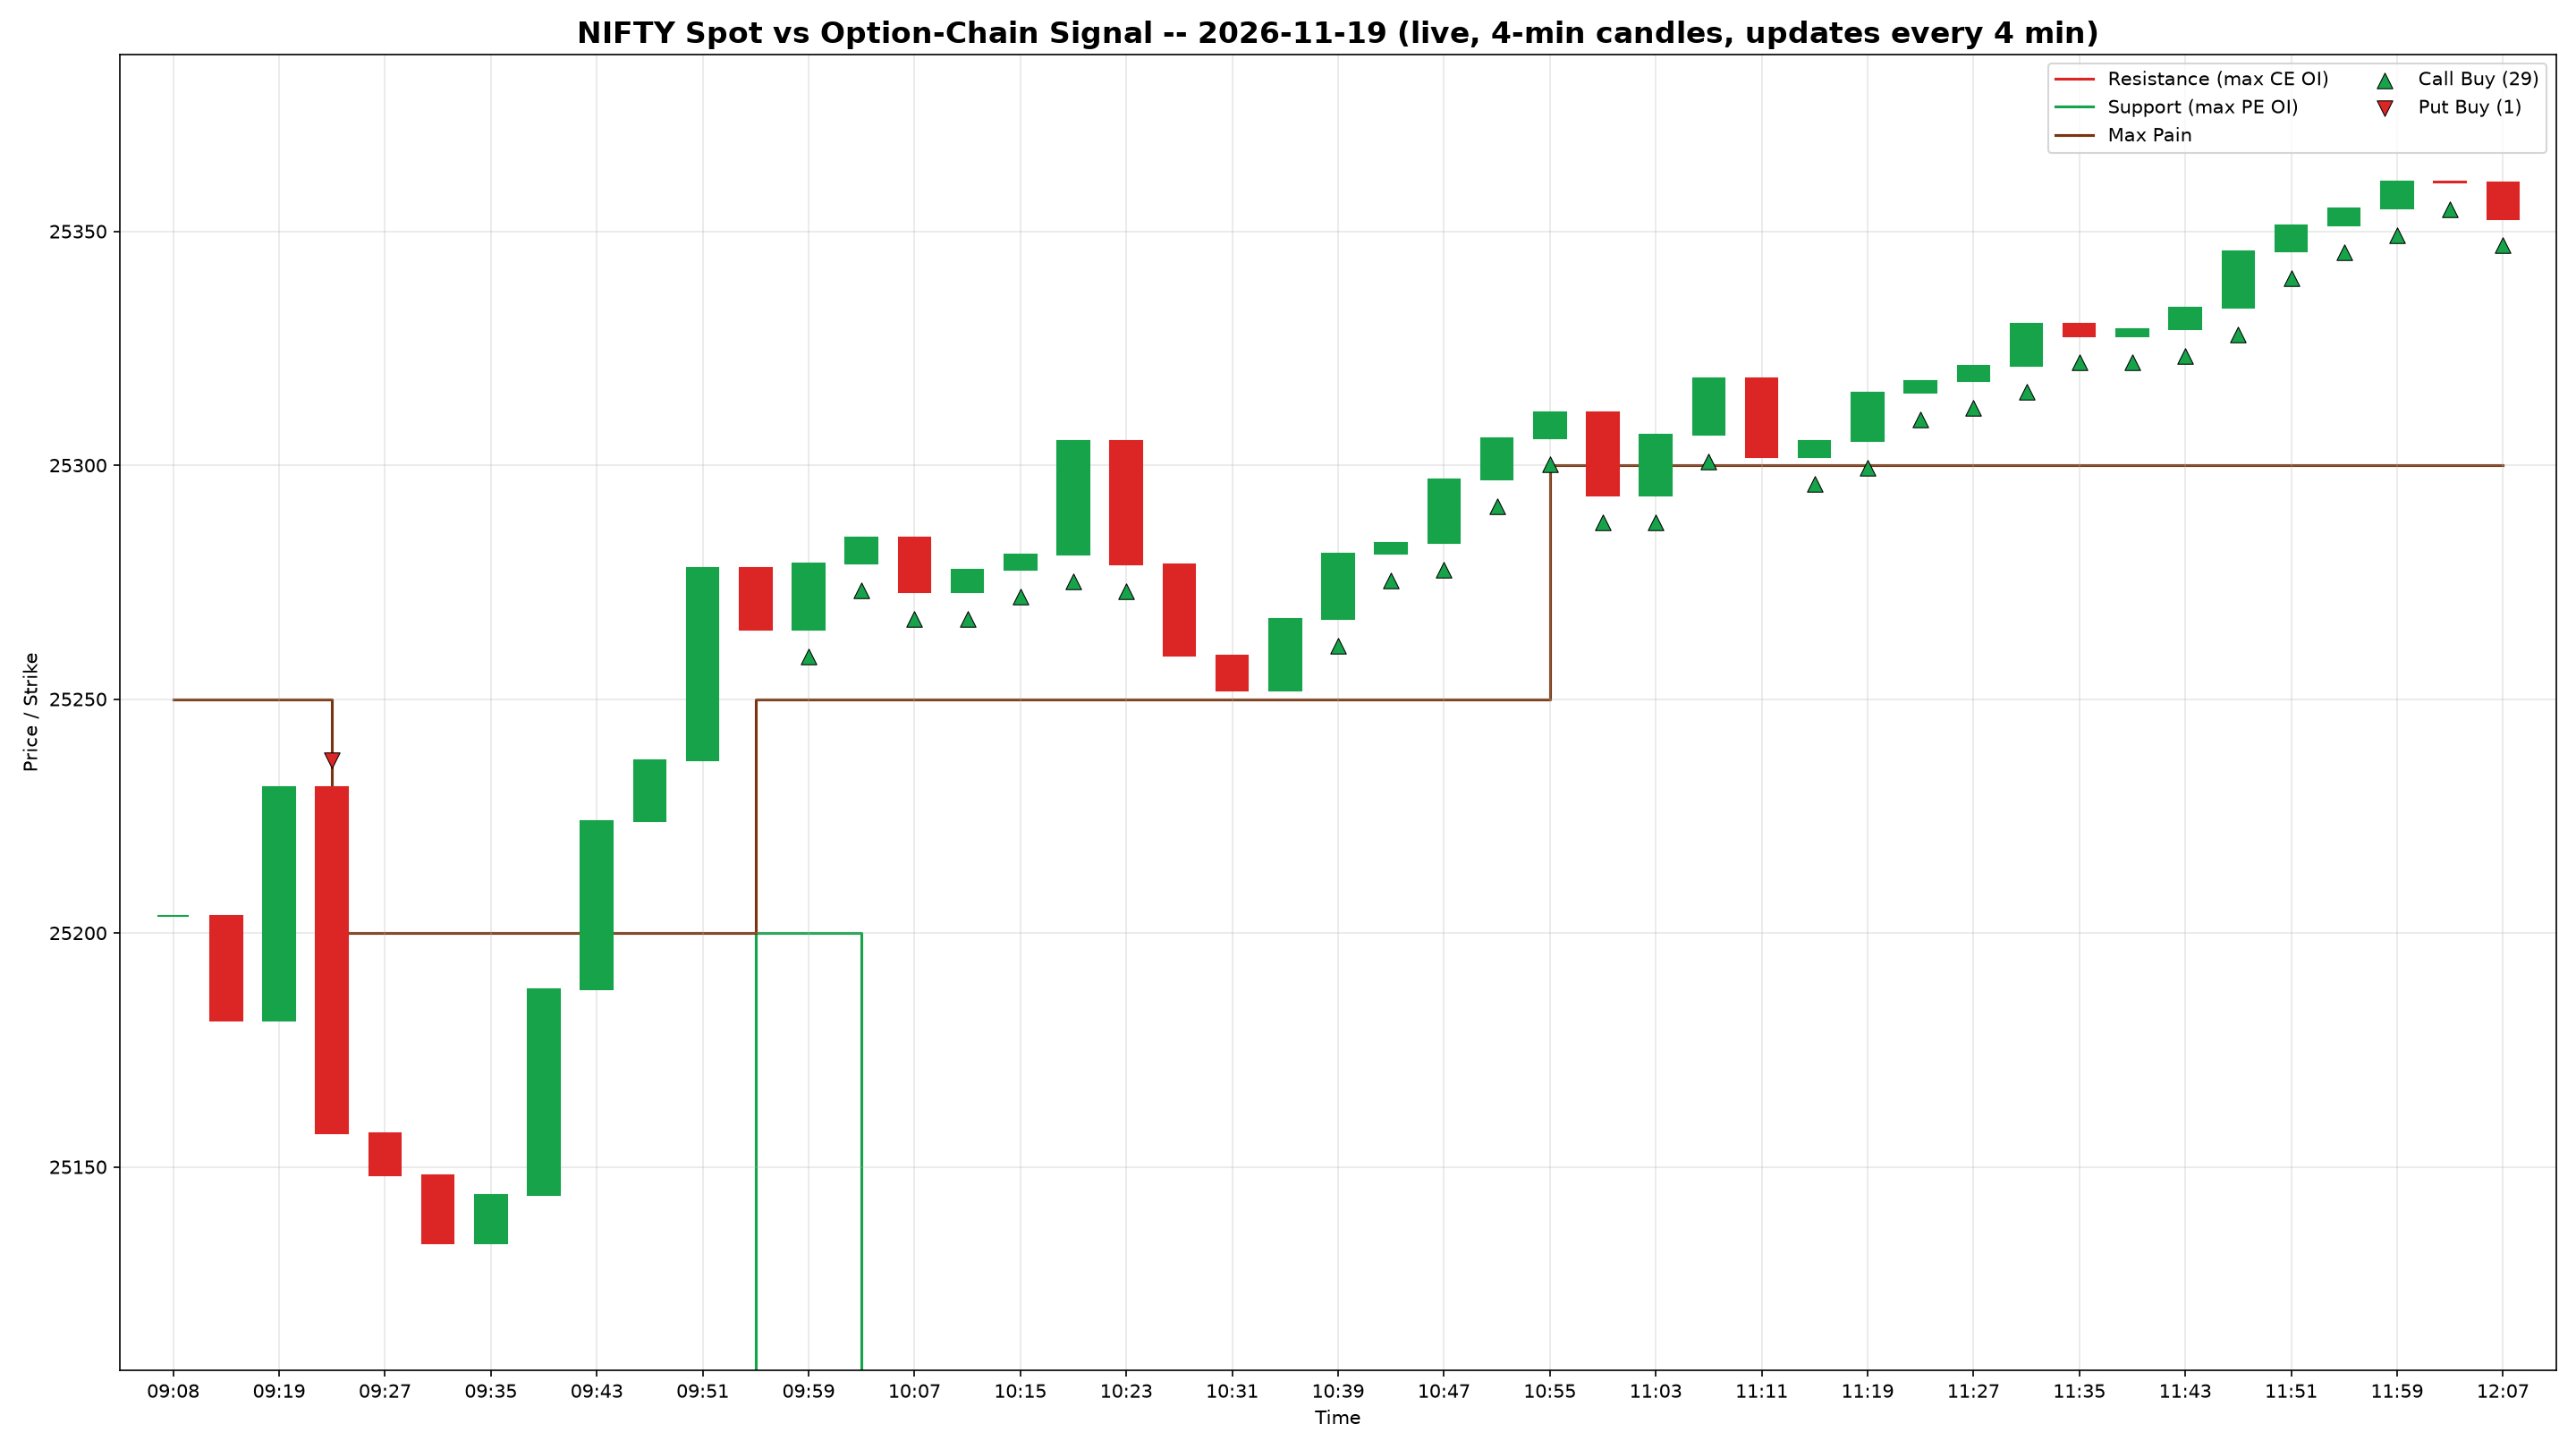 NIFTY Spot vs Option-Chain Signal -- 2026-11-19 (live, 4-min candles, updates every 4 min)
Resistance (max CE OI)
Support (max PE OI)
Max Pain
Call Buy (29)
Put Buy (1)
Price / Strike
25350
25300
25250
25200
25150
09:08 09:19 09:27 09:35 09:43 09:51 09:59 10:07 10:15 10:23 10:31 10:39 10:47 10:55 11:03 11:11 11:19 11:27 11:35 11:43 11:51 11:59 12:07
Time